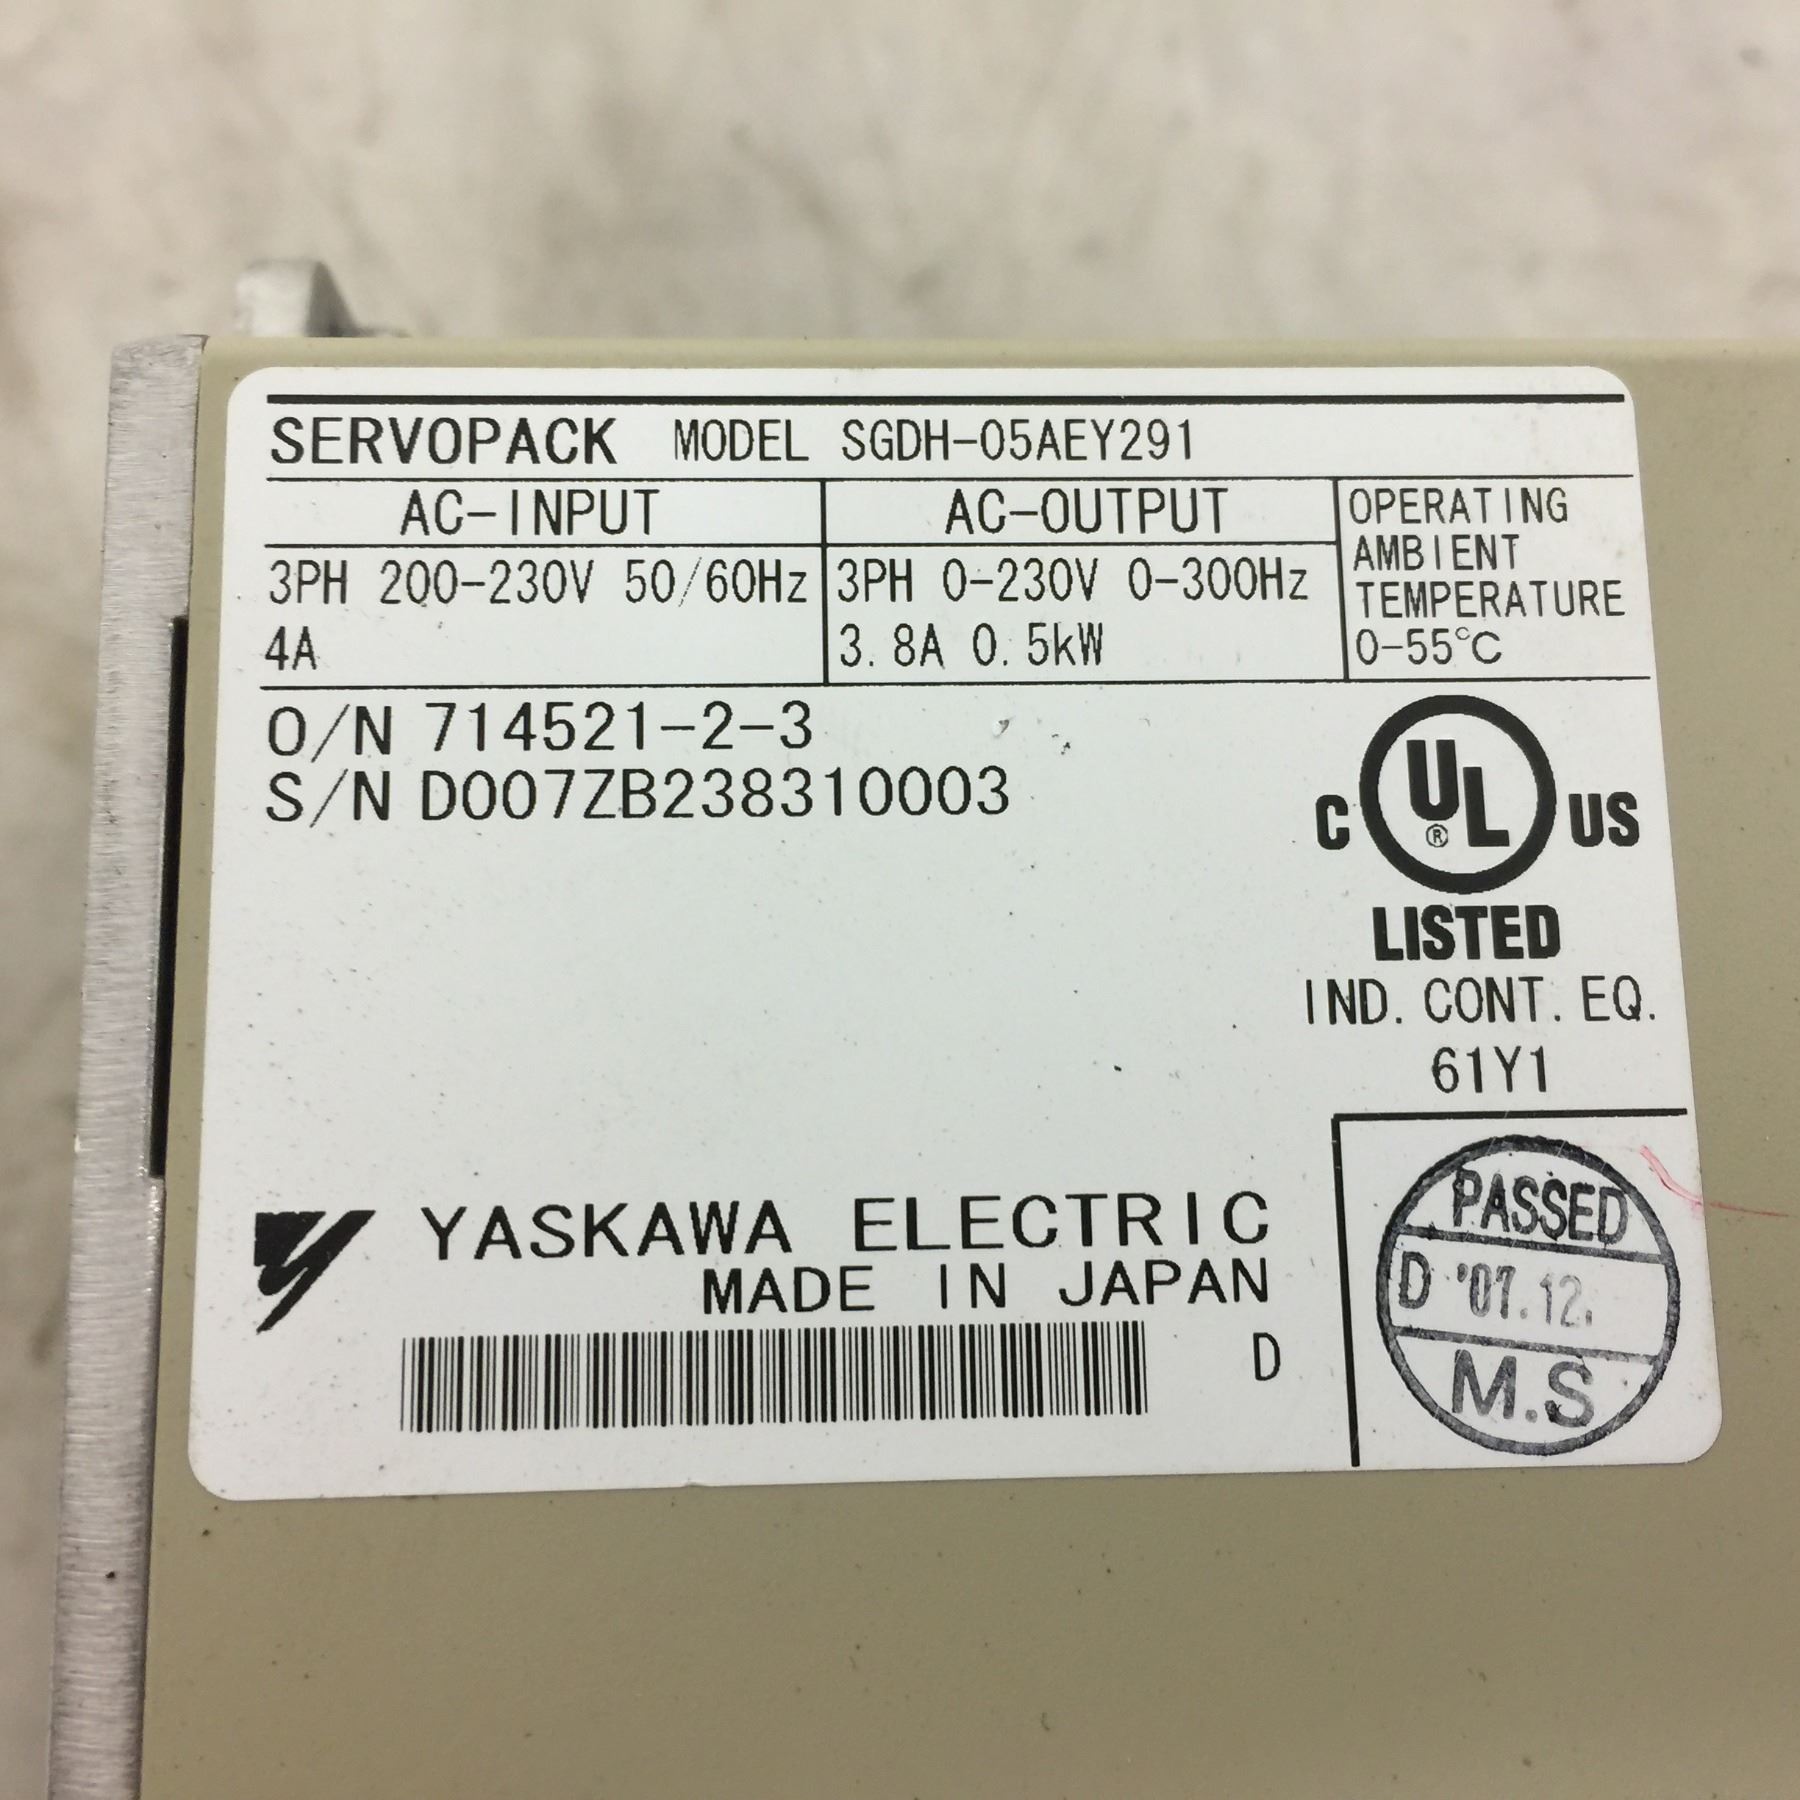 SERVOPACK MODEL SGDH-05AEY291
AC-INPUT AC-OUTPUT
3PH 200-230V 50/60Hz
4A
3PH 0-230V 0-300Hz
3.8A 0.5kW
OPERATING
AMBIENT
TEMPERATURE
0-55°C
O/N 714521-2-3
S/N D007ZB238310003
C UL® US
LISTED
IND. CONT. EQ.
61Y1
YASKAWA ELECTRIC
MADE IN JAPAN
D
PASSED
D '07.12.
M.S